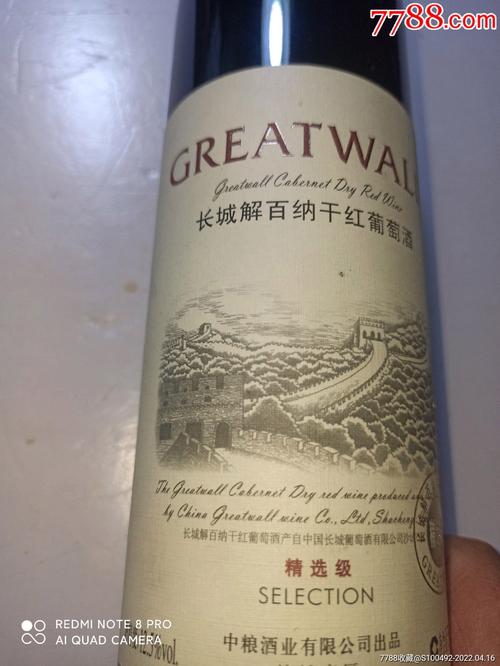 7788.com
GREATWAL
Greatwall Cabernet Dry Red Wine
长城解百纳干红葡萄酒
The Greatwall Cabernet Dry red wine produced
by China Greatwall wine Co., Ltd, Shacheng
长城解百纳干红葡萄酒产自中国长城葡萄酒有限公司沙
精选级
SELECTION
12.5%vol.
中粮酒业有限公司出品
REDMI NOTE 8 PRO
AI QUAD CAMERA
7788收藏@S100492-2022.04.16